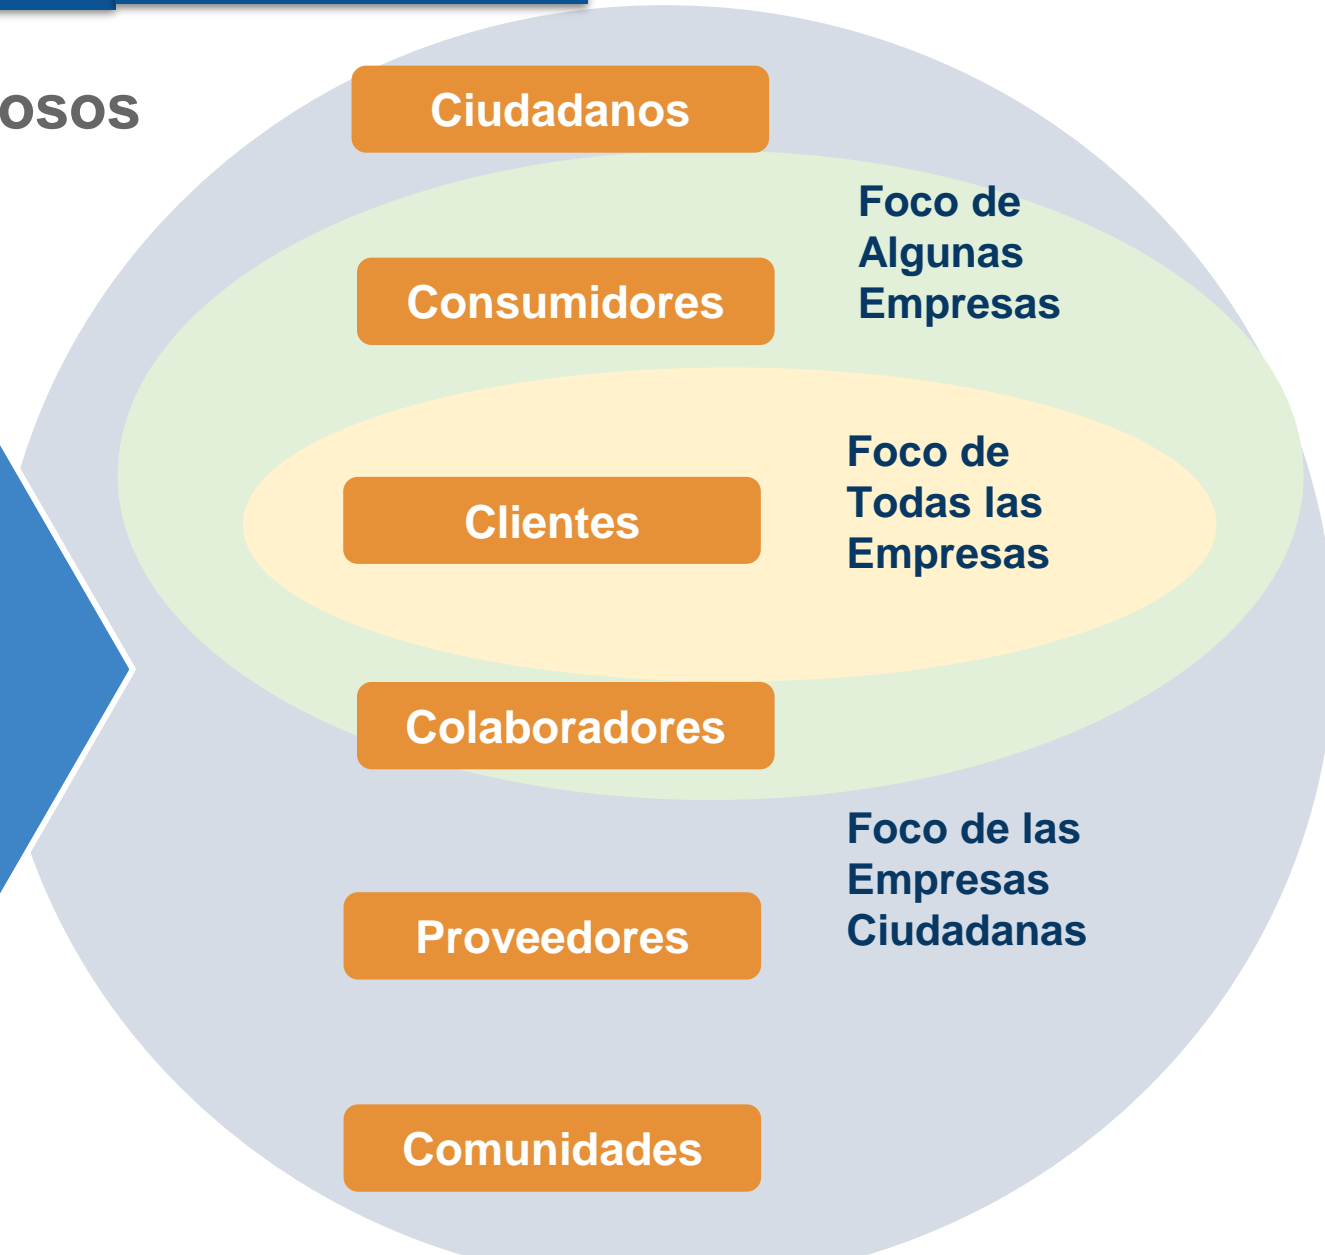 osos
Ciudadanos
Foco de
Algunas
Empresas
Consumidores
Foco de
Todas las
Empresas
Clientes
Colaboradores
Foco de las
Empresas
Ciudadanas
Proveedores
Comunidades